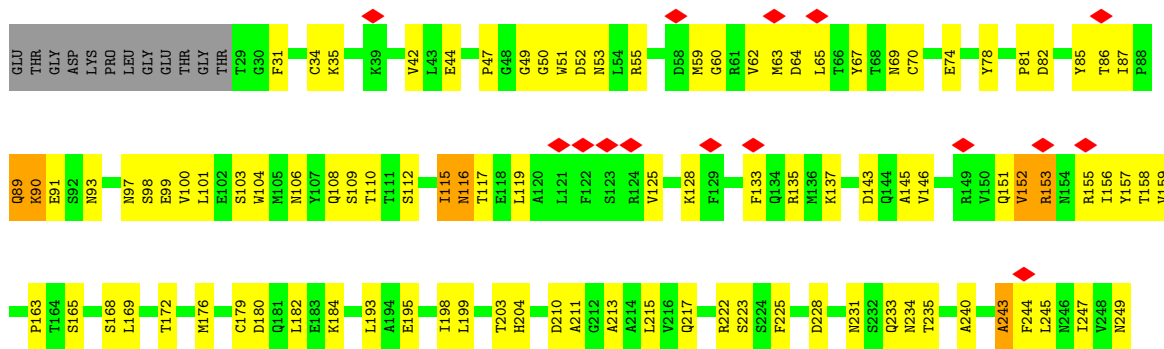 GLU THR GLY ASP LYS PRO LEU GLY GLU THR GLY THR T29 G30 F31 C34 K35 K39 V42 L43 E44 P47 G48 G49 G50 W51 D52 N53 L54 R55 D58 M59 G60 R61 V62 M63 D64 L65 T66 Y67 T68 N69 C70 E74 Y78 P81 D82 Y85 T86 I87 P88
Q89 K90 E91 S92 N93 N97 S98 E99 V100 L101 E102 S103 W104 M105 N106 Y107 Q108 S109 T110 T111 S112 I115 N116 T117 E118 L119 A120 L121 F122 S123 R124 V125 K128 F129 F133 Q134 R135 M136 K137 D143 Q144 A145 V146 R149 V150 Q151 V152 R153 N154 R155 I156 Y157 T158 V159
P163 T164 S165 S168 L169 T172 M176 C179 D180 Q181 L182 E183 K184 L193 A194 E195 I198 L199 T203 H204 D210 A211 G212 A213 A214 L215 V216 Q217 R222 S223 S224 F225 D228 N231 S232 Q233 N234 T235 A240 A243 F244 L245 N246 I247 V248 N249